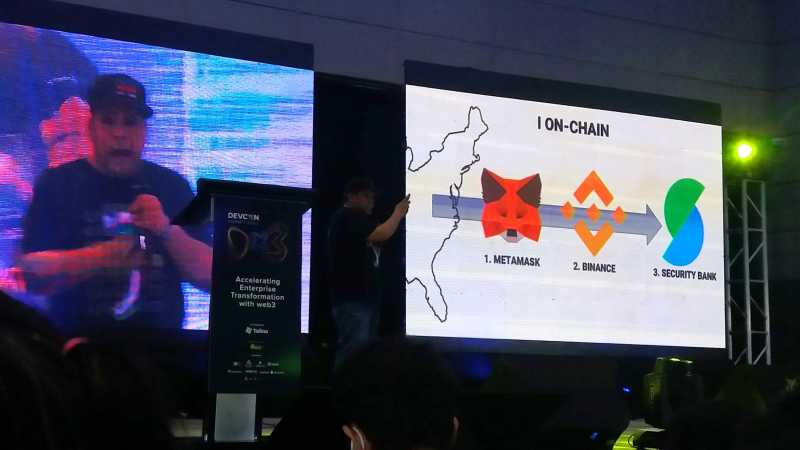 I ON-CHAIN
1. METAMASK
2. BINANCE
3. SECURITY BANK
DEVCON
Accelerating
Enterprise
Transformation
with web3